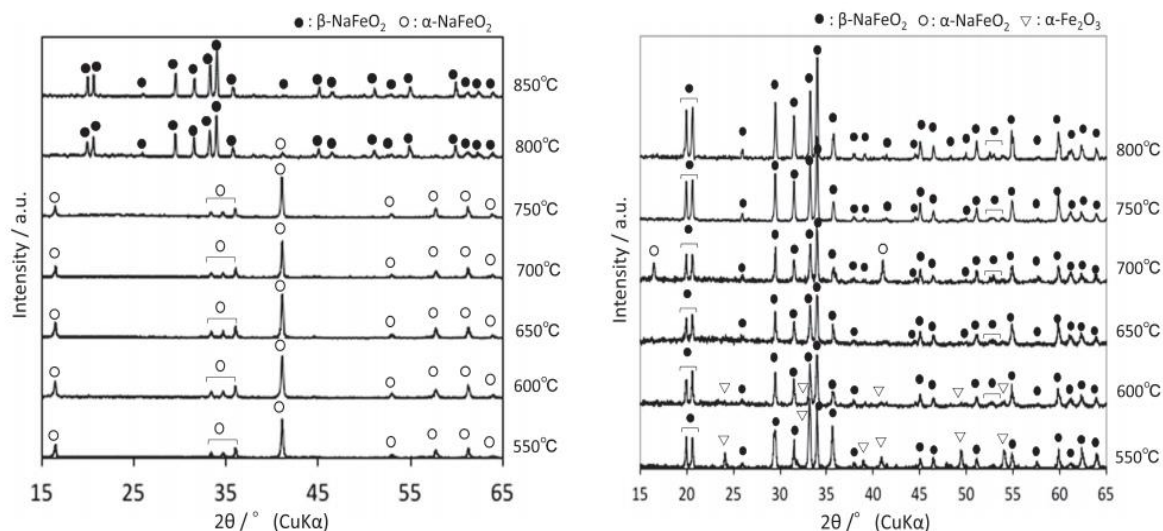 ● : β-NaFeO₂ ○ : α-NaFeO₂
850°C
800°C
750°C
700°C
650°C
600°C
550°C
Intensity / a.u.
15 25 35 45 55 65
2θ / ° (CuKα)
● : β-NaFeO₂ ○ : α-NaFeO₂ ▽ : α-Fe₂O₃
800°C
750°C
700°C
650°C
600°C
550°C
Intensity / a.u.
15 20 25 30 35 40 45 50 55 60 65
2θ / ° (CuKα)